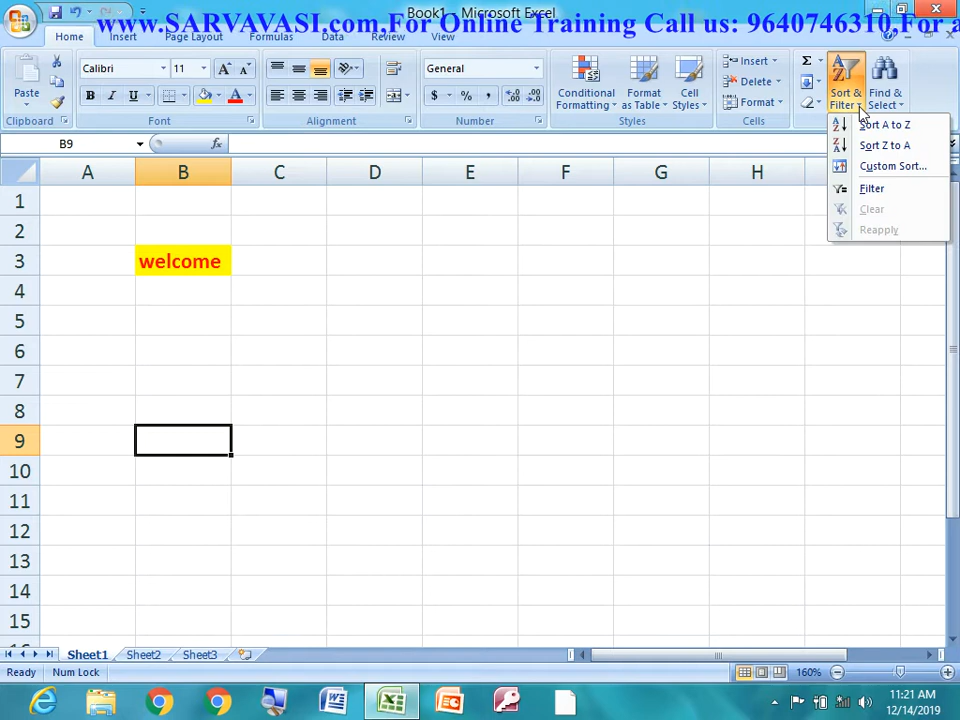 Book1 - Microsoft Excel
www.SARVAVASI.com,For Online Training Call us: 9640746310,For a
Home Insert Page Layout Formulas Data Review View
Paste
Calibri 11
B I U
General
$ % ,
Conditional Formatting
Format as Table
Cell Styles
Insert
Delete
Format
Σ
Sort & Filter
Find & Select
Clipboard Font Alignment Number Styles Cells
Sort A to Z
Sort Z to A
Custom Sort...
Filter
Clear
Reapply
B9 fx
A B C D E F G H
1
2
3 welcome
4
5
6
7
8
9
10
11
12
13
14
15
Sheet1 Sheet2 Sheet3
Ready Num Lock 160%
11:21 AM
12/14/2019